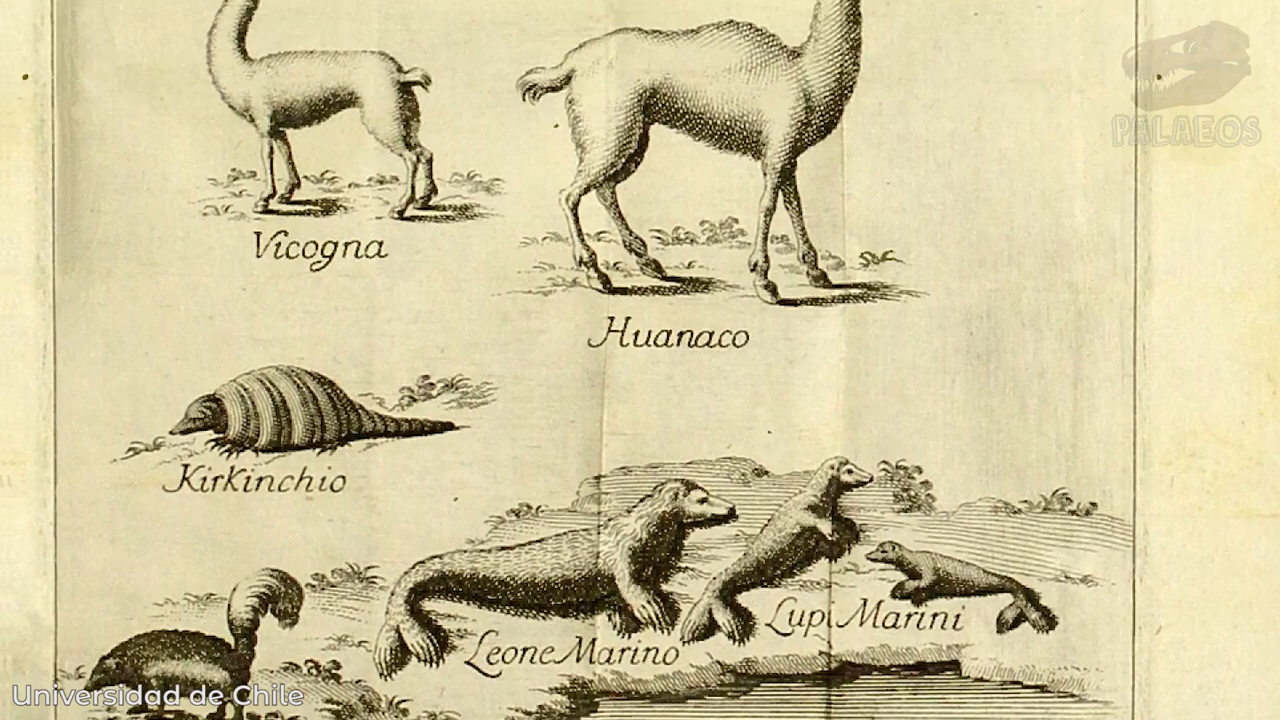 PALAEOS
Vicogna
Huanaco
Kirkinchio
Lupi Marini
Leone Marino
Universidad de Chile